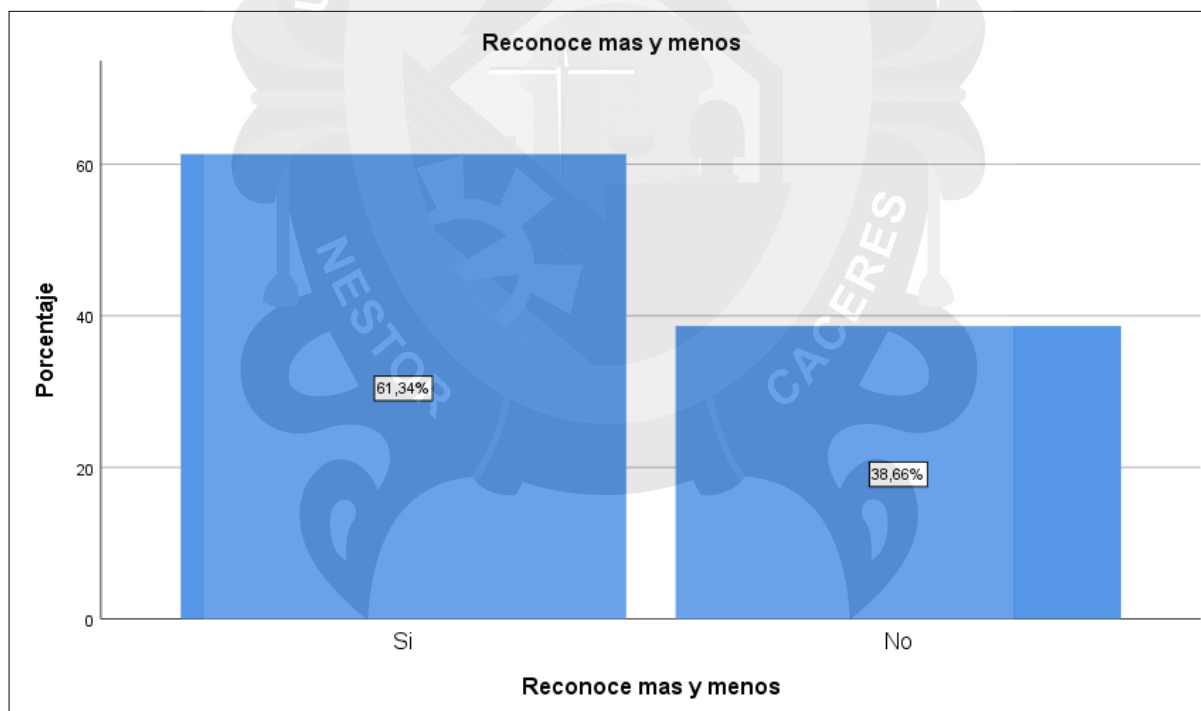 Reconoce mas y menos
60
40
20
0
Porcentaje
61,34%
38,66%
NESTOR
CACERES
Si
No
Reconoce mas y menos